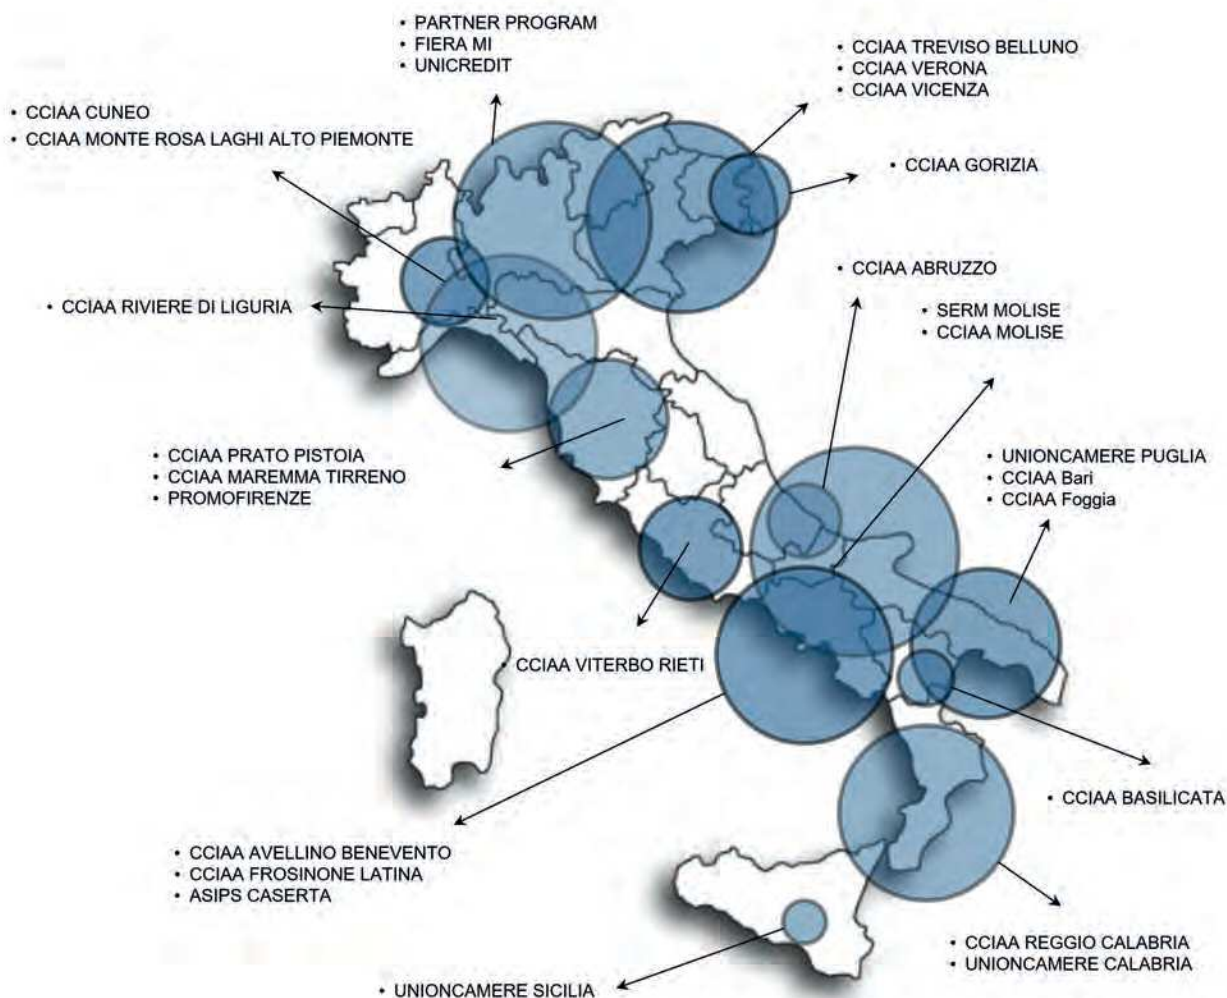 • PARTNER PROGRAM
• FIERA MI
• UNICREDIT
• CCIAA TREVISO BELLUNO
• CCIAA VERONA
• CCIAA VICENZA
• CCIAA CUNEO
• CCIAA MONTE ROSA LAGHI ALTO PIEMONTE
• CCIAA GORIZIA
• CCIAA ABRUZZO
• CCIAA RIVIERE DI LIGURIA
• SERM MOLISE
• CCIAA MOLISE
• CCIAA PRATO PISTOIA
• CCIAA MAREMMA TIRRENO
• PROMOFIRENZE
• UNIONCAMERE PUGLIA
• CCIAA Bari
• CCIAA Foggia
• CCIAA VITERBO RIETI
• CCIAA BASILICATA
• CCIAA AVELLINO BENEVENTO
• CCIAA FROSINONE LATINA
• ASIPS CASERTA
• CCIAA REGGIO CALABRIA
• UNIONCAMERE CALABRIA
• UNIONCAMERE SICILIA